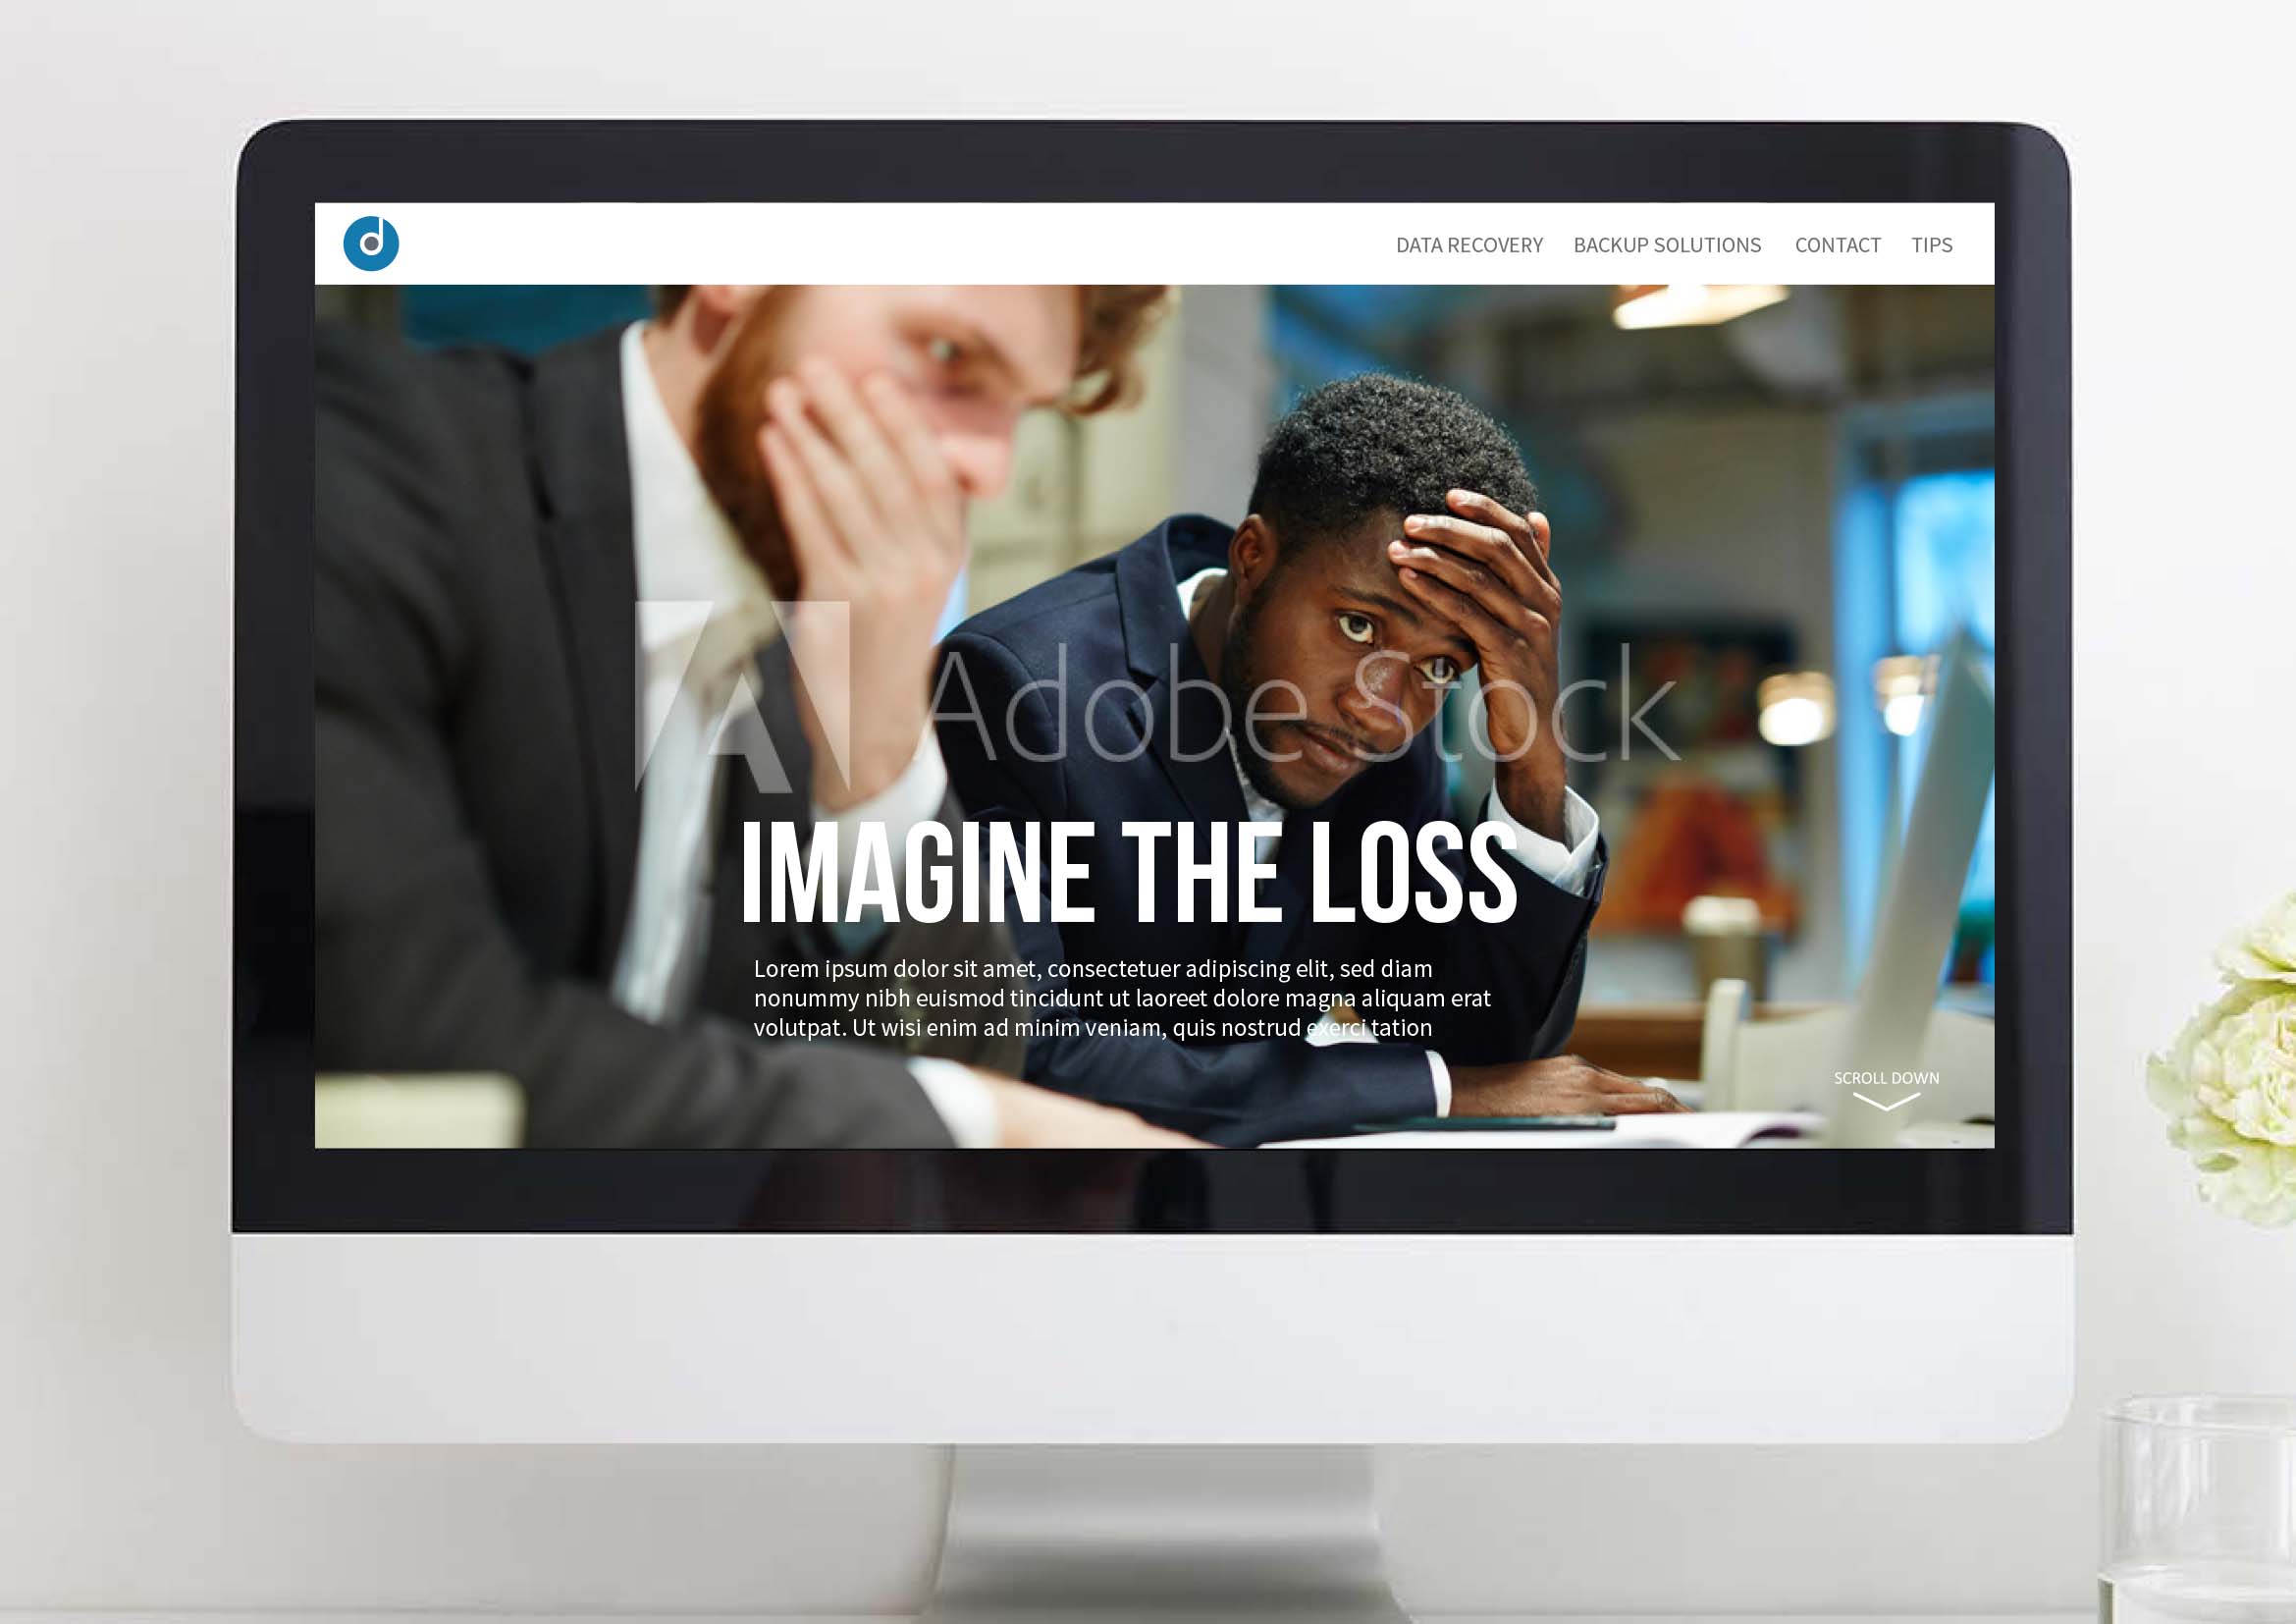 d
DATA RECOVERY BACKUP SOLUTIONS CONTACT TIPS
Adobe Stock
IMAGINE THE LOSS
Lorem ipsum dolor sit amet, consectetuer adipiscing elit, sed diam
nonummy nibh euismod tincidunt ut laoreet dolore magna aliquam erat
volutpat. Ut wisi enim ad minim veniam, quis nostrud exerci tation
SCROLL DOWN